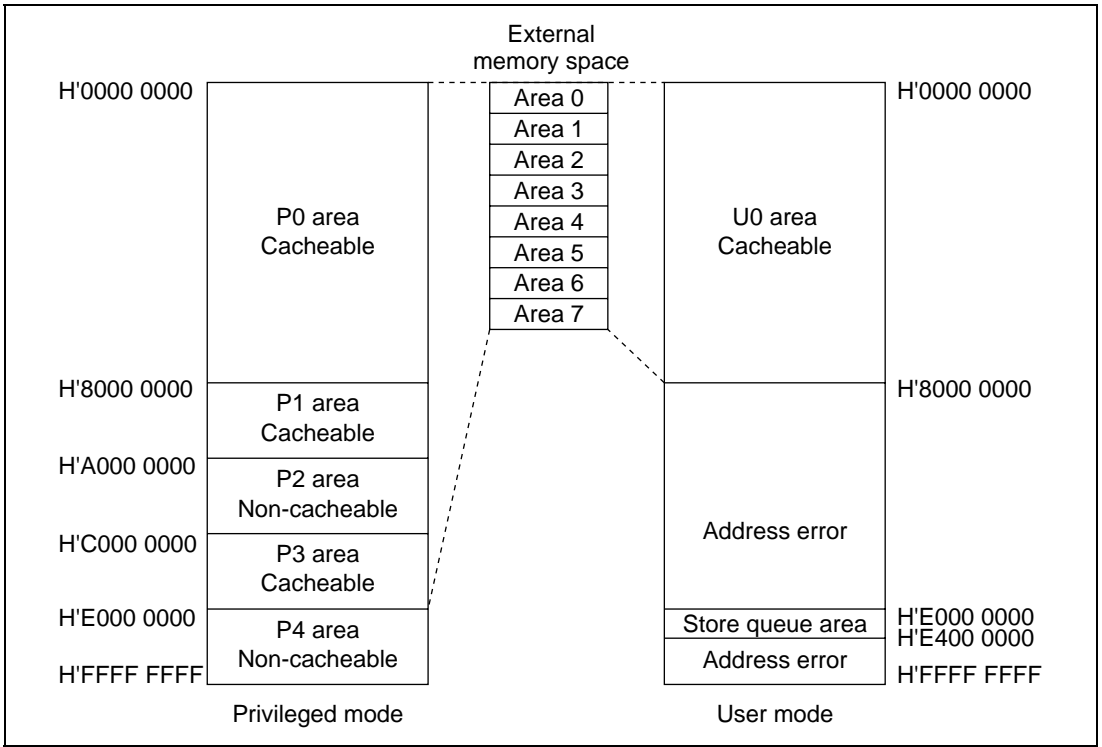 External
memory space
H'0000 0000
Area 0
H'0000 0000
Area 1
Area 2
Area 3
P0 area
Cacheable
Area 4
U0 area
Cacheable
Area 5
Area 6
Area 7
H'8000 0000
H'8000 0000
P1 area
Cacheable
H'A000 0000
P2 area
Non-cacheable
H'C000 0000
Address error
P3 area
Cacheable
H'E000 0000
Store queue area
H'E000 0000
H'E400 0000
P4 area
Non-cacheable
Address error
H'FFFF FFFF
H'FFFF FFFF
Privileged mode
User mode